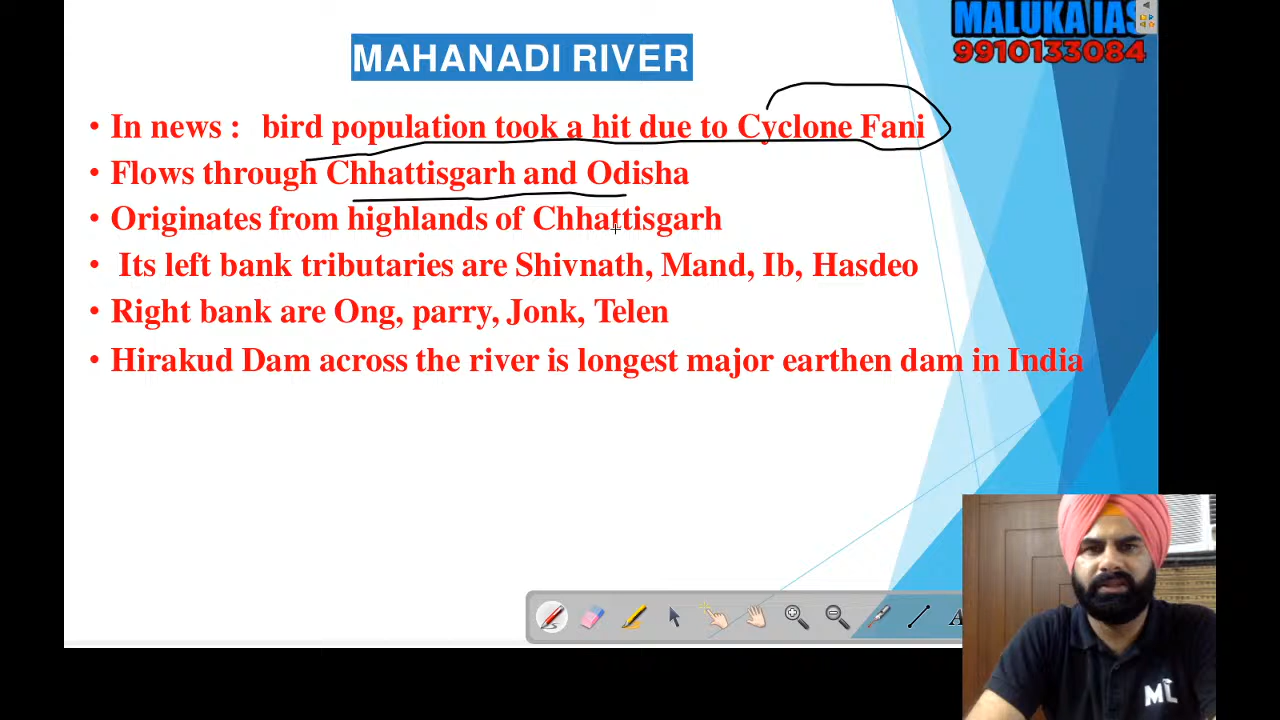 MALUKA IAS
9910133084
MAHANADI RIVER
• In news : bird population took a hit due to Cyclone Fani
• Flows through Chhattisgarh and Odisha
• Originates from highlands of Chhattisgarh
• Its left bank tributaries are Shivnath, Mand, Ib, Hasdeo
• Right bank are Ong, parry, Jonk, Telen
• Hirakud Dam across the river is longest major earthen dam in India
A
ML